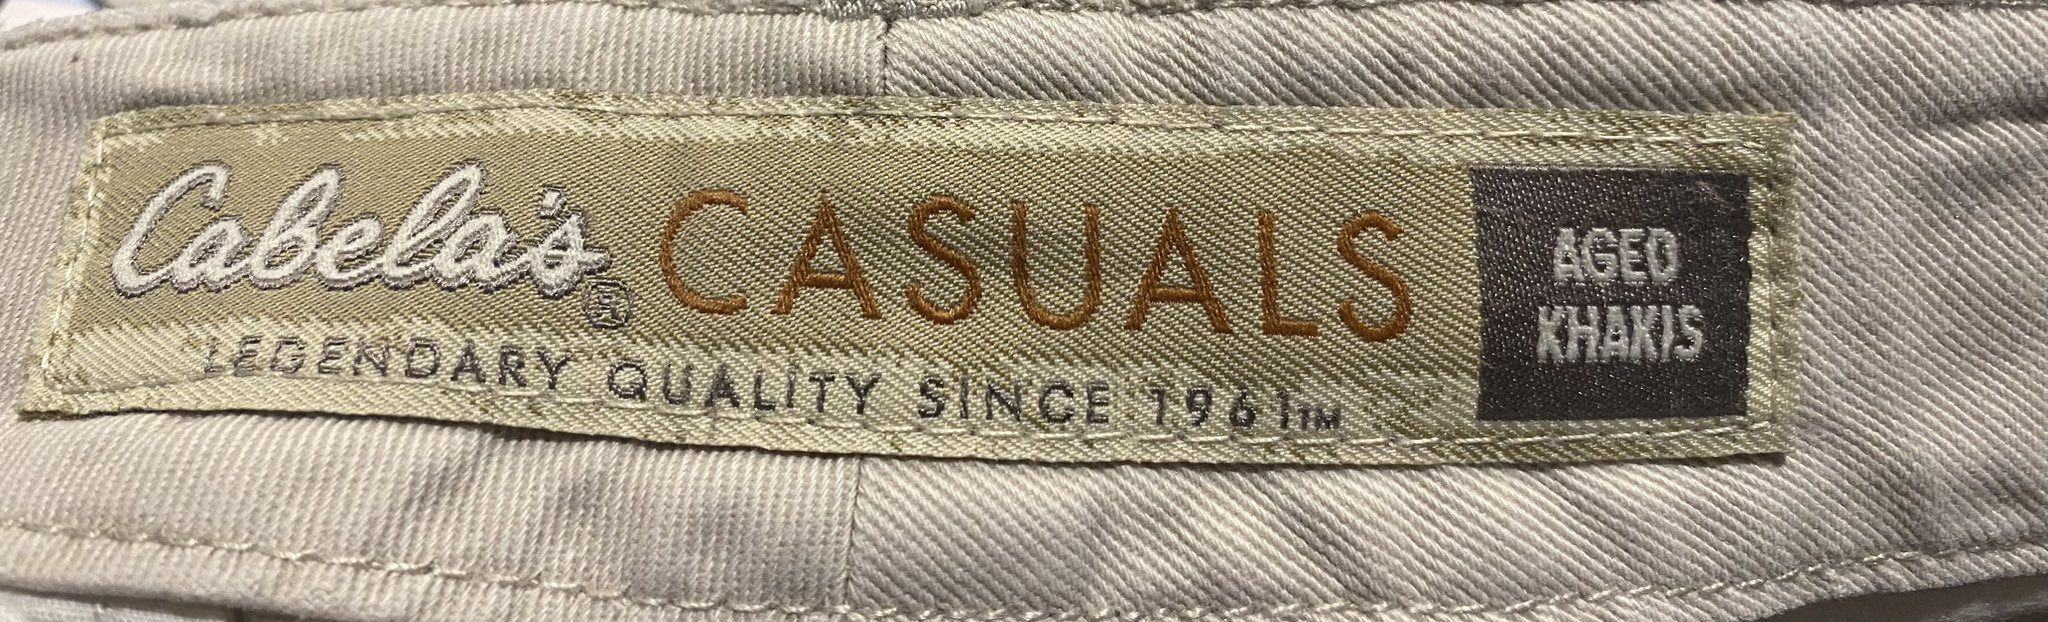 Cabela's® CASUALS
LEGENDARY QUALITY SINCE 1961™
AGED
KHAKIS